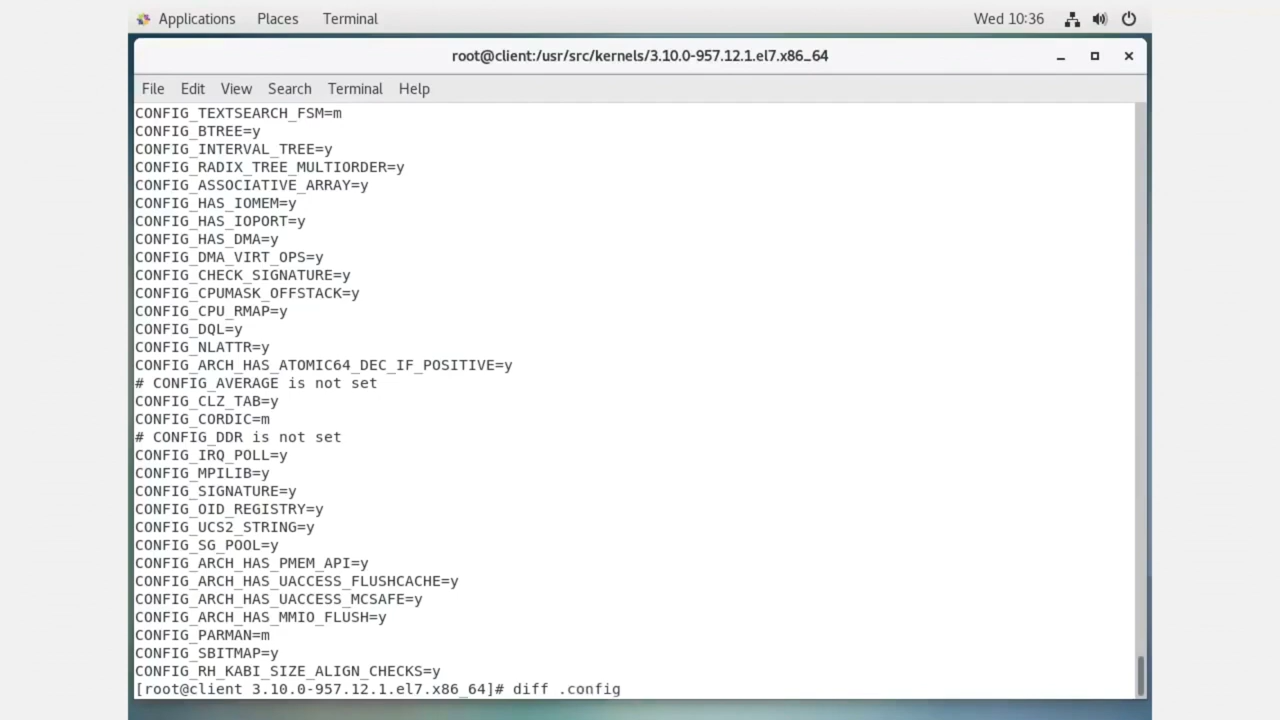 Applications Places Terminal Wed 10:36
root@client:/usr/src/kernels/3.10.0-957.12.1.el7.x86_64
File Edit View Search Terminal Help
CONFIG_TEXTSEARCH_FSM=m
CONFIG_BTREE=y
CONFIG_INTERVAL_TREE=y
CONFIG_RADIX_TREE_MULTIORDER=y
CONFIG_ASSOCIATIVE_ARRAY=y
CONFIG_HAS_IOMEM=y
CONFIG_HAS_IOPORT=y
CONFIG_HAS_DMA=y
CONFIG_DMA_VIRT_OPS=y
CONFIG_CHECK_SIGNATURE=y
CONFIG_CPUMASK_OFFSTACK=y
CONFIG_CPU_RMAP=y
CONFIG_DQL=y
CONFIG_NLATTR=y
CONFIG_ARCH_HAS_ATOMIC64_DEC_IF_POSITIVE=y
# CONFIG_AVERAGE is not set
CONFIG_CLZ_TAB=y
CONFIG_CORDIC=m
# CONFIG_DDR is not set
CONFIG_IRQ_POLL=y
CONFIG_MPILIB=y
CONFIG_SIGNATURE=y
CONFIG_OID_REGISTRY=y
CONFIG_UCS2_STRING=y
CONFIG_SG_POOL=y
CONFIG_ARCH_HAS_PMEM_API=y
CONFIG_ARCH_HAS_UACCESS_FLUSHCACHE=y
CONFIG_ARCH_HAS_UACCESS_MCSAFE=y
CONFIG_ARCH_HAS_MMIO_FLUSH=y
CONFIG_PARMAN=m
CONFIG_SBITMAP=y
CONFIG_RH_KABI_SIZE_ALIGN_CHECKS=y
[root@client 3.10.0-957.12.1.el7.x86_64]# diff .config